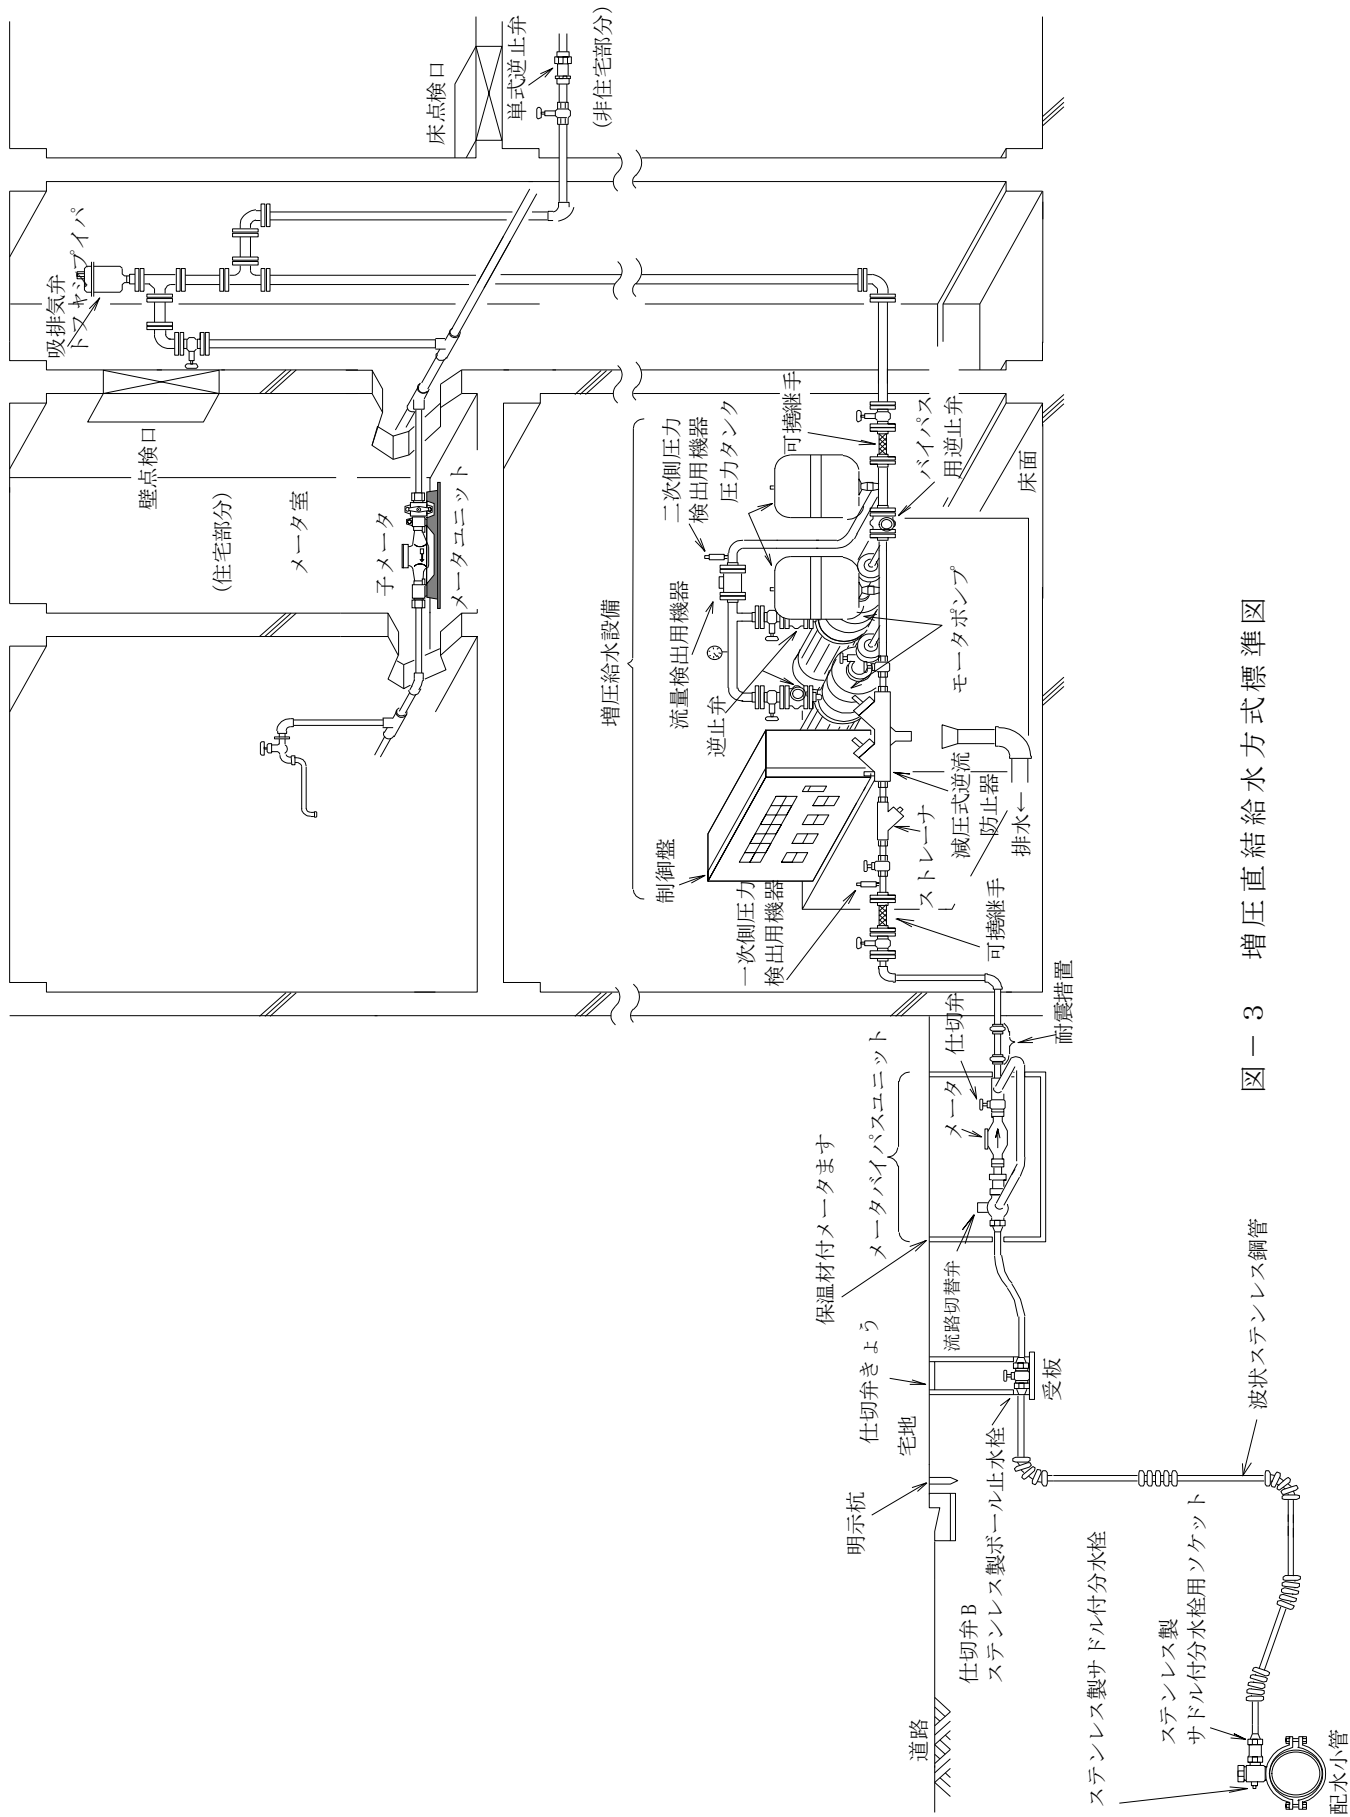 吸排気弁
パイプシャフト
床点検口
単式逆止弁
(非住宅部分)
壁点検口
(住宅部分)
メータ室
子メータ
メータユニット
増圧給水設備
二次側圧力
検出用機器
圧力タンク
可撓継手
バイパス
用逆止弁
床面
流量検出用機器
逆止弁
モータポンプ
制御盤
一次側圧力
検出用機器
ストレーナ
減圧式逆流
防止器
排水←
可撓継手
耐震措置
仕切弁
メータ
メータバイパスユニット
保温材付メータます
流路切替弁
仕切弁きょう
宅地
受板
明示杭
仕切弁B
ステンレス製ボール止水栓
道路
波状ステンレス鋼管
ステンレス製サドル付分水栓
ステンレス製
サドル付分水栓用ソケット
配水小管
図－3 増圧直結給水方式標準図